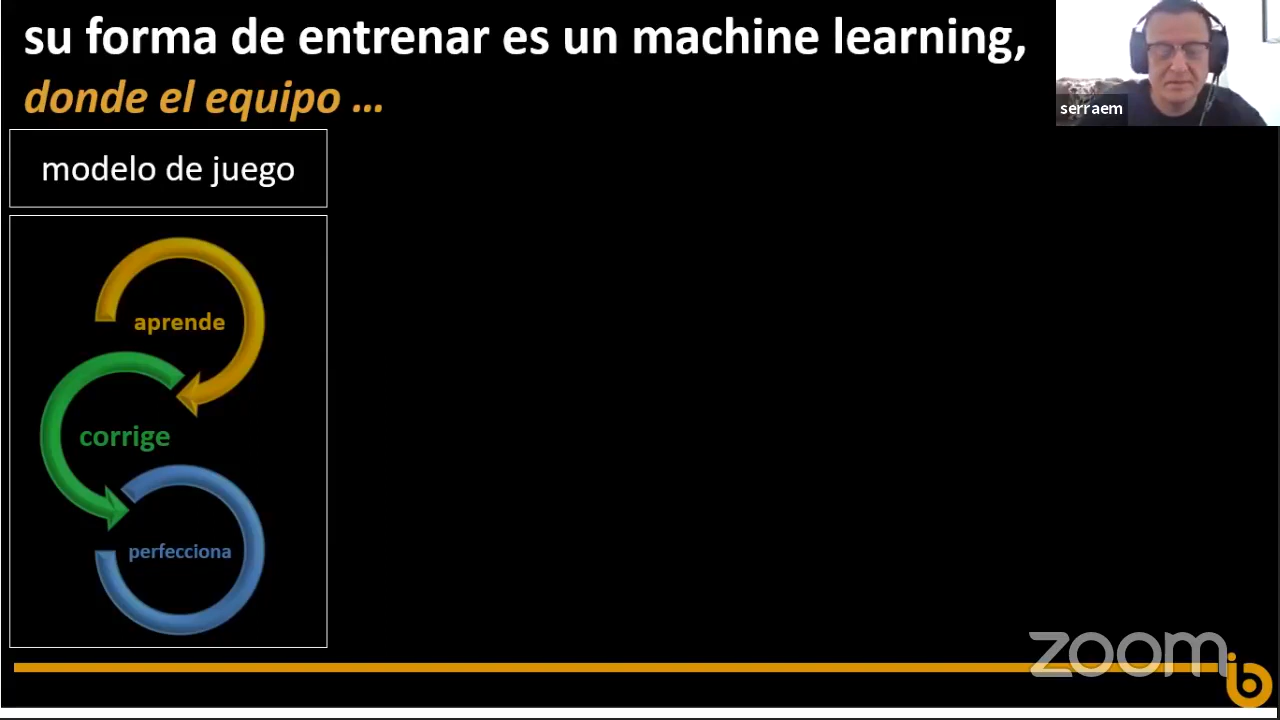 su forma de entrenar es un machine learning,
donde el equipo ...
serraem
modelo de juego
aprende
corrige
perfecciona
zoom
b